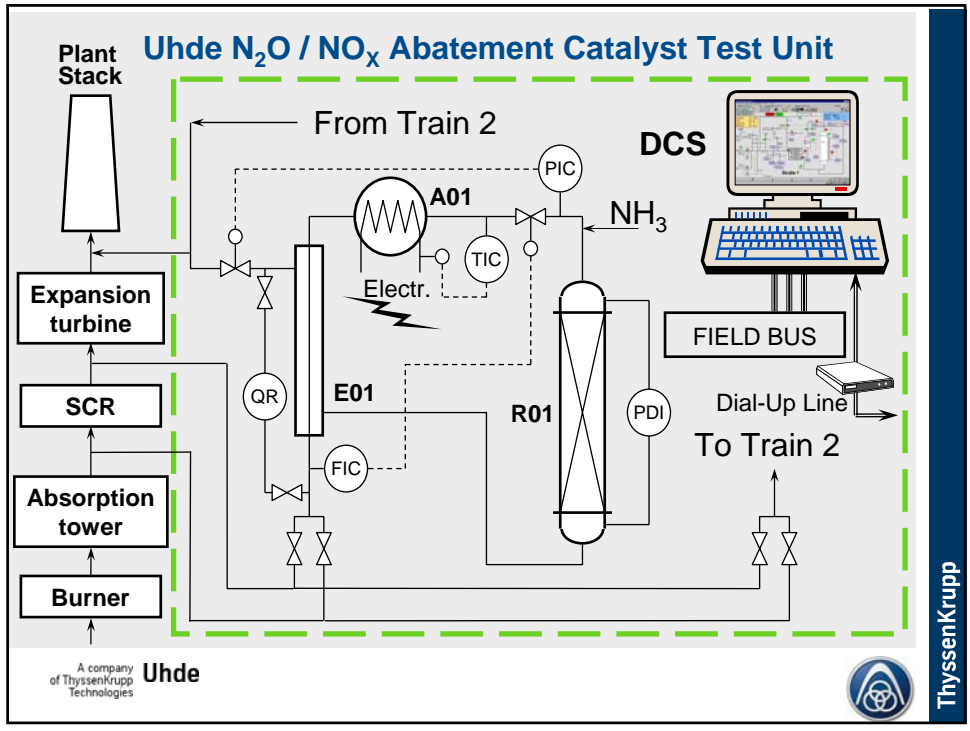 Uhde N₂O / NOₓ Abatement Catalyst Test Unit
Plant
Stack
From Train 2
DCS
PIC
A01
NH₃
TIC
Electr.
Expansion
turbine
FIELD BUS
QR
E01
SCR
R01
PDI
Dial-Up Line
To Train 2
FIC
Absorption
tower
Burner
A company
of ThyssenKrupp
Technologies
Uhde
ThyssenKrupp